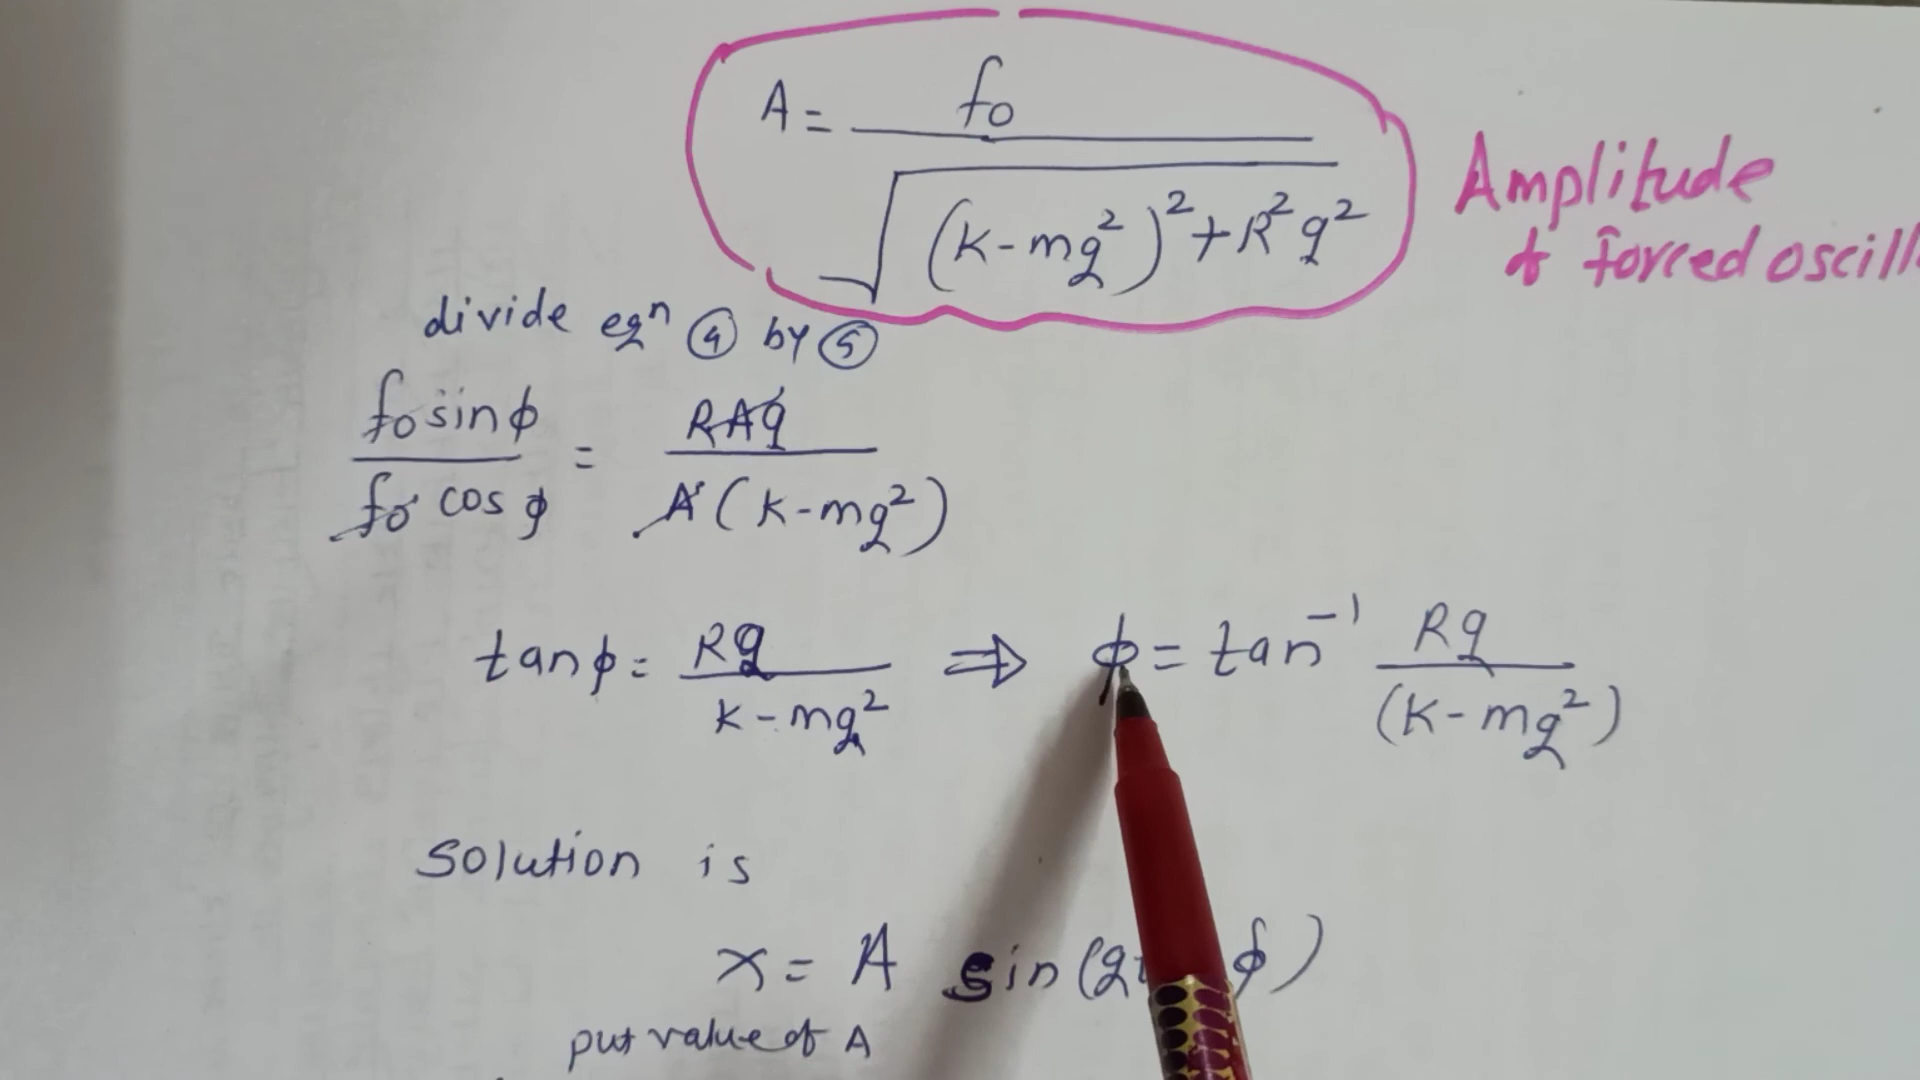 A = f₀ / √((K-mq²)² + R²q²)
Amplitude
of forced oscill
divide eqⁿ ④ by ⑤
f₀ sinϕ / f₀ cosϕ = RAq / A(K-mq²)
tanϕ = Rq / K-mq² ⇒ ϕ = tan⁻¹ Rq / (K-mq²)
Solution is
x = A sin(q ϕ)
put value of A